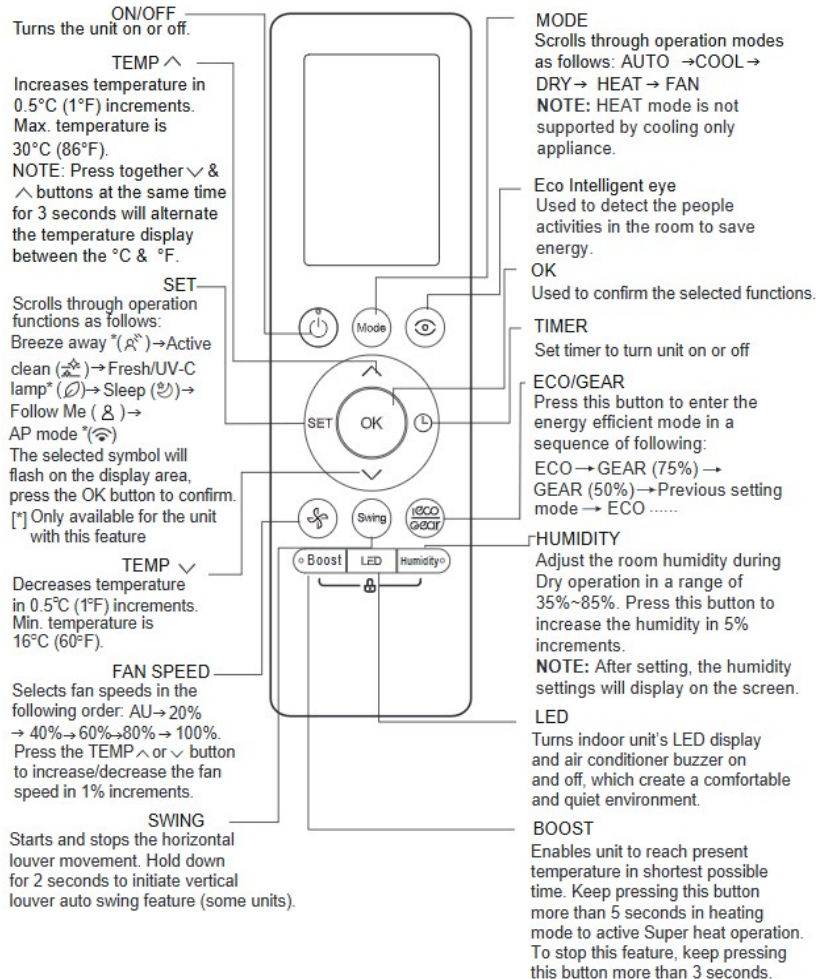 ON/OFF
Turns the unit on or off.
TEMP ︿
Increases temperature in
0.5°C (1°F) increments.
Max. temperature is
30°C (86°F).
NOTE: Press together ﹀ &
︿ buttons at the same time
for 3 seconds will alternate
the temperature display
between the °C & °F.
SET
Scrolls through operation
functions as follows:
Breeze away *( )→Active
clean ( )→Fresh/UV-C
lamp* ( )→ Sleep ( )→
Follow Me ( )→
AP mode *( )
The selected symbol will
flash on the display area,
press the OK button to confirm.
[*] Only available for the unit
with this feature
TEMP ﹀
Decreases temperature
in 0.5°C (1°F) increments.
Min. temperature is
16°C (60°F).
FAN SPEED
Selects fan speeds in the
following order: AU→ 20%
→ 40%→60%→80%→ 100%.
Press the TEMP ︿ or ﹀ button
to increase/decrease the fan
speed in 1% increments.
SWING
Starts and stops the horizontal
louver movement. Hold down
for 2 seconds to initiate vertical
louver auto swing feature (some units).
Mode
SET
OK
Swing
eco
Gear
Boost
LED
Humidity
MODE
Scrolls through operation modes
as follows: AUTO →COOL→
DRY→ HEAT→ FAN
NOTE: HEAT mode is not
supported by cooling only
appliance.
Eco Intelligent eye
Used to detect the people
activities in the room to save
energy.
OK
Used to confirm the selected functions.
TIMER
Set timer to turn unit on or off
ECO/GEAR
Press this button to enter the
energy efficient mode in a
sequence of following:
ECO→GEAR (75%) →
GEAR (50%)→Previous setting
mode → ECO ......
HUMIDITY
Adjust the room humidity during
Dry operation in a range of
35%~85%. Press this button to
increase the humidity in 5%
increments.
NOTE: After setting, the humidity
settings will display on the screen.
LED
Turns indoor unit's LED display
and air conditioner buzzer on
and off, which create a comfortable
and quiet environment.
BOOST
Enables unit to reach present
temperature in shortest possible
time. Keep pressing this button
more than 5 seconds in heating
mode to active Super heat operation.
To stop this feature, keep pressing
this button more than 3 seconds.